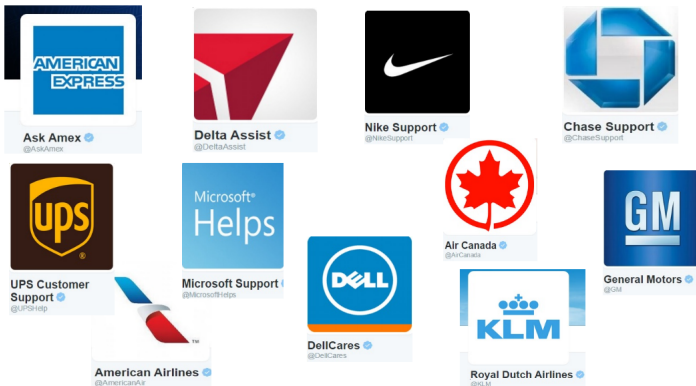 AMERICAN
EXPRESS
Ask Amex
@AskAmex
Delta Assist
@DeltaAssist
Nike Support
@NikeSupport
Chase Support
@ChaseSupport
ups
®
UPS Customer
Support
@UPSHelp
Microsoft®
Helps
Microsoft Support
@MicrosoftHelps
DELL
DellCares
@DellCares
Air Canada
@AirCanada
GM
General Motors
@GM
TM
American Airlines
@AmericanAir
KLM
Royal Dutch Airlines
@KLM